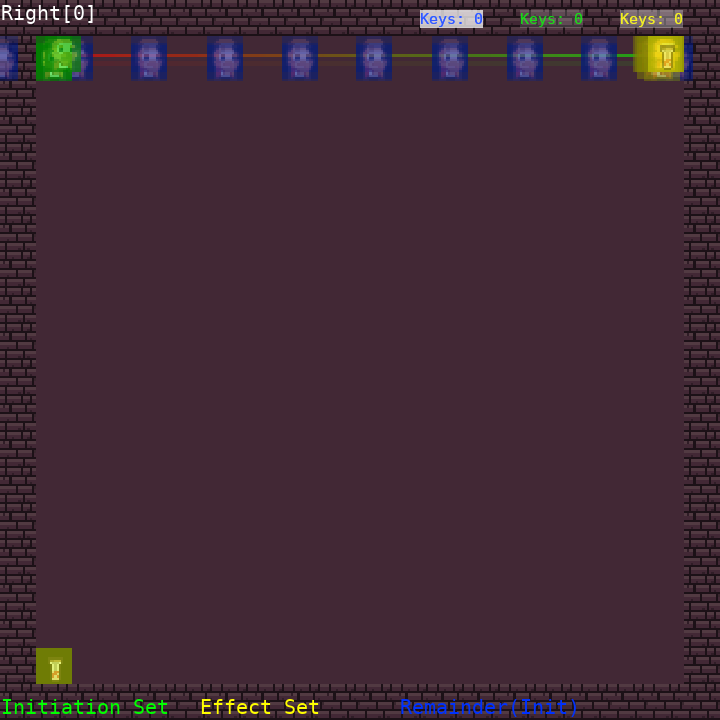 Right[0]
Keys: 0 Keys: 0 Keys: 0
Initiation Set Effect Set Remainder(Init)